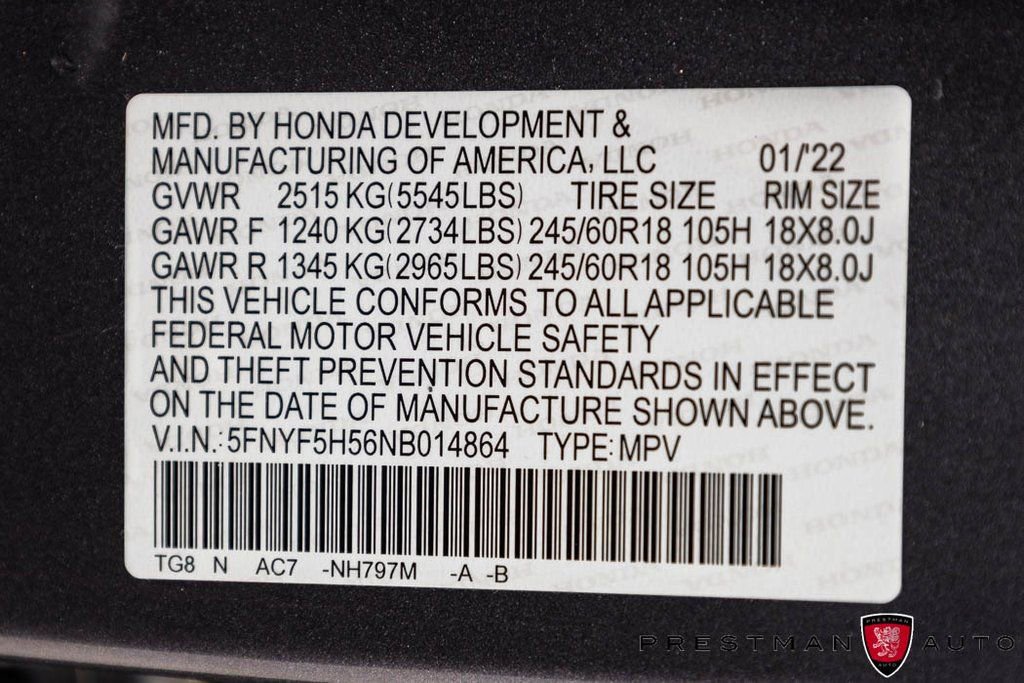 MFD. BY HONDA DEVELOPMENT &
MANUFACTURING OF AMERICA, LLC 01/'22
GVWR 2515 KG(5545LBS) TIRE SIZE RIM SIZE
GAWR F 1240 KG(2734LBS) 245/60R18 105H 18X8.0J
GAWR R 1345 KG(2965LBS) 245/60R18 105H 18X8.0J
THIS VEHICLE CONFORMS TO ALL APPLICABLE
FEDERAL MOTOR VEHICLE SAFETY
AND THEFT PREVENTION STANDARDS IN EFFECT
ON THE DATE OF MANUFACTURE SHOWN ABOVE.
V.I.N.: 5FNYF5H56NB014864 TYPE: MPV
TG8 N AC7 -NH797M -A -B
PRESTMAN AUTO
PRESTMAN
AUTO